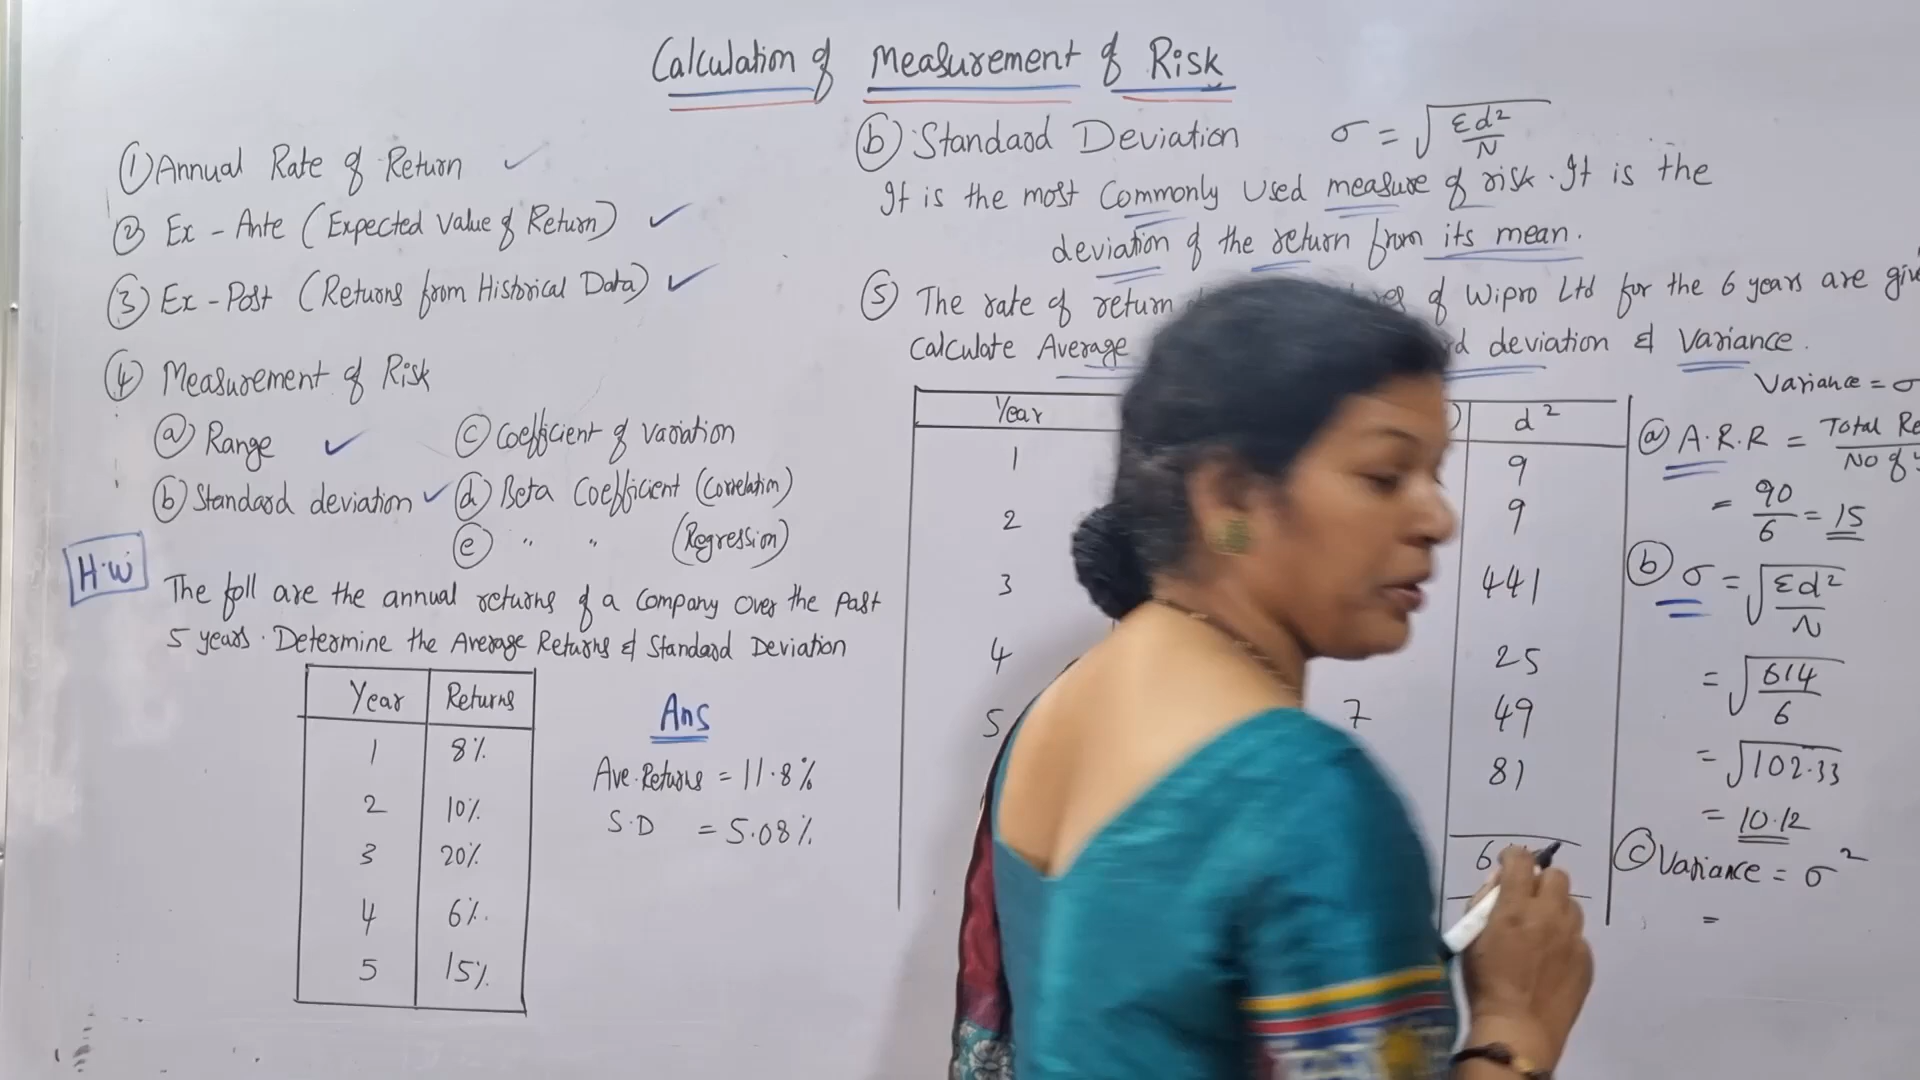 Calculation of Measurement of Risk
① Annual Rate of Return ✓
② Ex - Ante (Expected Value of Return) ✓
③ Ex - Post (Returns from Historical Data) ✓
④ Measurement of Risk
ⓐ Range ✓ ⓒ Coefficient of variation
ⓑ Standard deviation ✓ ⓓ Beta Coefficient (Correlation)
ⓔ " " (Regression)
H.W
The foll are the annual returns of a Company Over the Past
5 years. Determine the Average Returns & Standard Deviation
Year Returns
1 8%
2 10%
3 20%
4 6%
5 15%
Ans
Ave. Returns = 11.8%
S.D = 5.08%
ⓑ Standard Deviation σ = √Σd²/N
It is the most Commonly Used measure of risk. It is the
deviation of the return from its mean.
⑤ The rate of return of Wipro Ltd for the 6 years are
Calculate Average deviation & Variance.
Variance = σ
Year d²
1 9
2 9
3 441
4 25
5 7 49
81
6
ⓐ A.R.R = Total / No of
= 90/6 = 15
ⓑ σ = √Σd²/N
= √614/6
= √102.33
= 10.12
ⓒ Variance = σ²
=